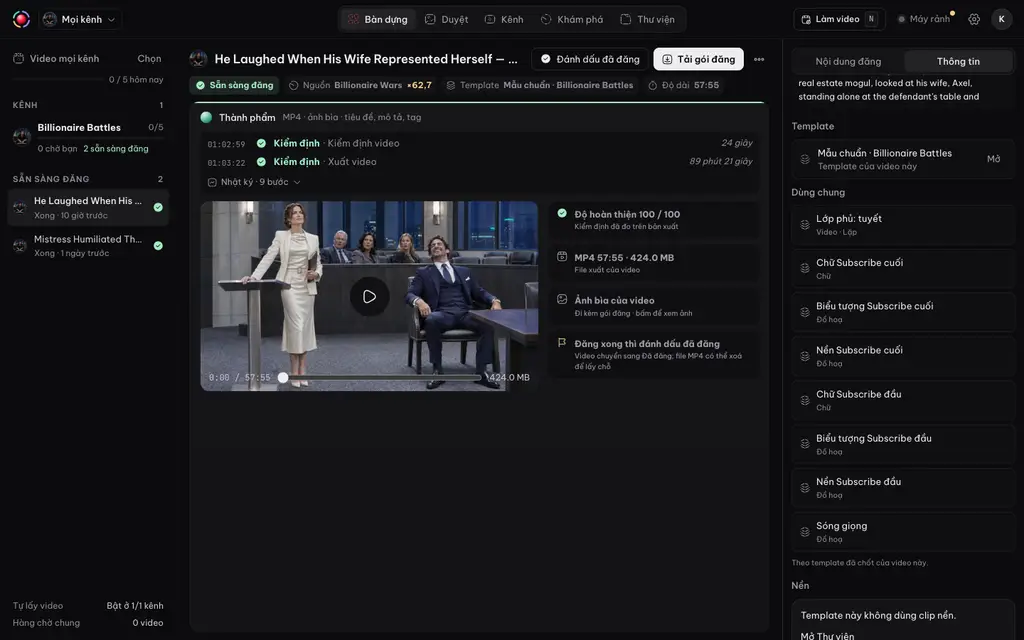 Mọi kênh
Bàn dựng
Duyệt
Kênh
Khám phá
Thư viện
Làm video N
Máy rảnh
K
Video mọi kênh
Chọn
0 / 5 hôm nay
KÊNH
1
Billionaire Battles
0/5
0 chờ bạn 2 sẵn sàng đăng
SẴN SÀNG ĐĂNG
2
He Laughed When His ...
Xong · 10 giờ trước
Mistress Humiliated Th...
Xong · 1 ngày trước
Tự lấy video
Bật ở 1/1 kênh
Hàng chờ chung
0 video
He Laughed When His Wife Represented Herself — ...
Đánh dấu đã đăng
Tải gói đăng
Sẵn sàng đăng
Nguồn Billionaire Wars ×62,7
Template Mẫu chuẩn · Billionaire Battles
Độ dài 57:55
Thành phẩm MP4 · ảnh bìa · tiêu đề, mô tả, tag
01:02:59 Kiểm định · Kiểm định video 24 giây
01:03:22 Kiểm định · Xuất video 89 phút 21 giây
Nhật ký · 9 bước
0:00 / 57:55
424.0 MB
Độ hoàn thiện 100 / 100
Kiểm định đã đo trên bản xuất
MP4 57:55 · 424.0 MB
File xuất của video
Ảnh bìa của video
Đi kèm gói đăng · bấm để xem ảnh
Đăng xong thì đánh dấu đã đăng
Video chuyển sang Đã đăng; file MP4 có thể xoá
để lấy chỗ
Nội dung đăng
Thông tin
real estate mogul, looked at his wife, Axel,
standing alone at the defendant's table and
Template
Mẫu chuẩn · Billionaire Battles
Template của video này
Mở
Dùng chung
Lớp phủ: tuyết
Video · Lặp
Chữ Subscribe cuối
Chữ
Biểu tượng Subscribe cuối
Đồ hoạ
Nền Subscribe cuối
Đồ hoạ
Chữ Subscribe đầu
Chữ
Biểu tượng Subscribe đầu
Đồ hoạ
Nền Subscribe đầu
Đồ hoạ
Sóng giọng
Đồ hoạ
Theo template đã chốt của video này.
Nền
Template này không dùng clip nền.
Mở Thư viện